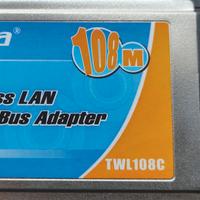 a
108M
ss LAN
Bus Adapter
TWL108C